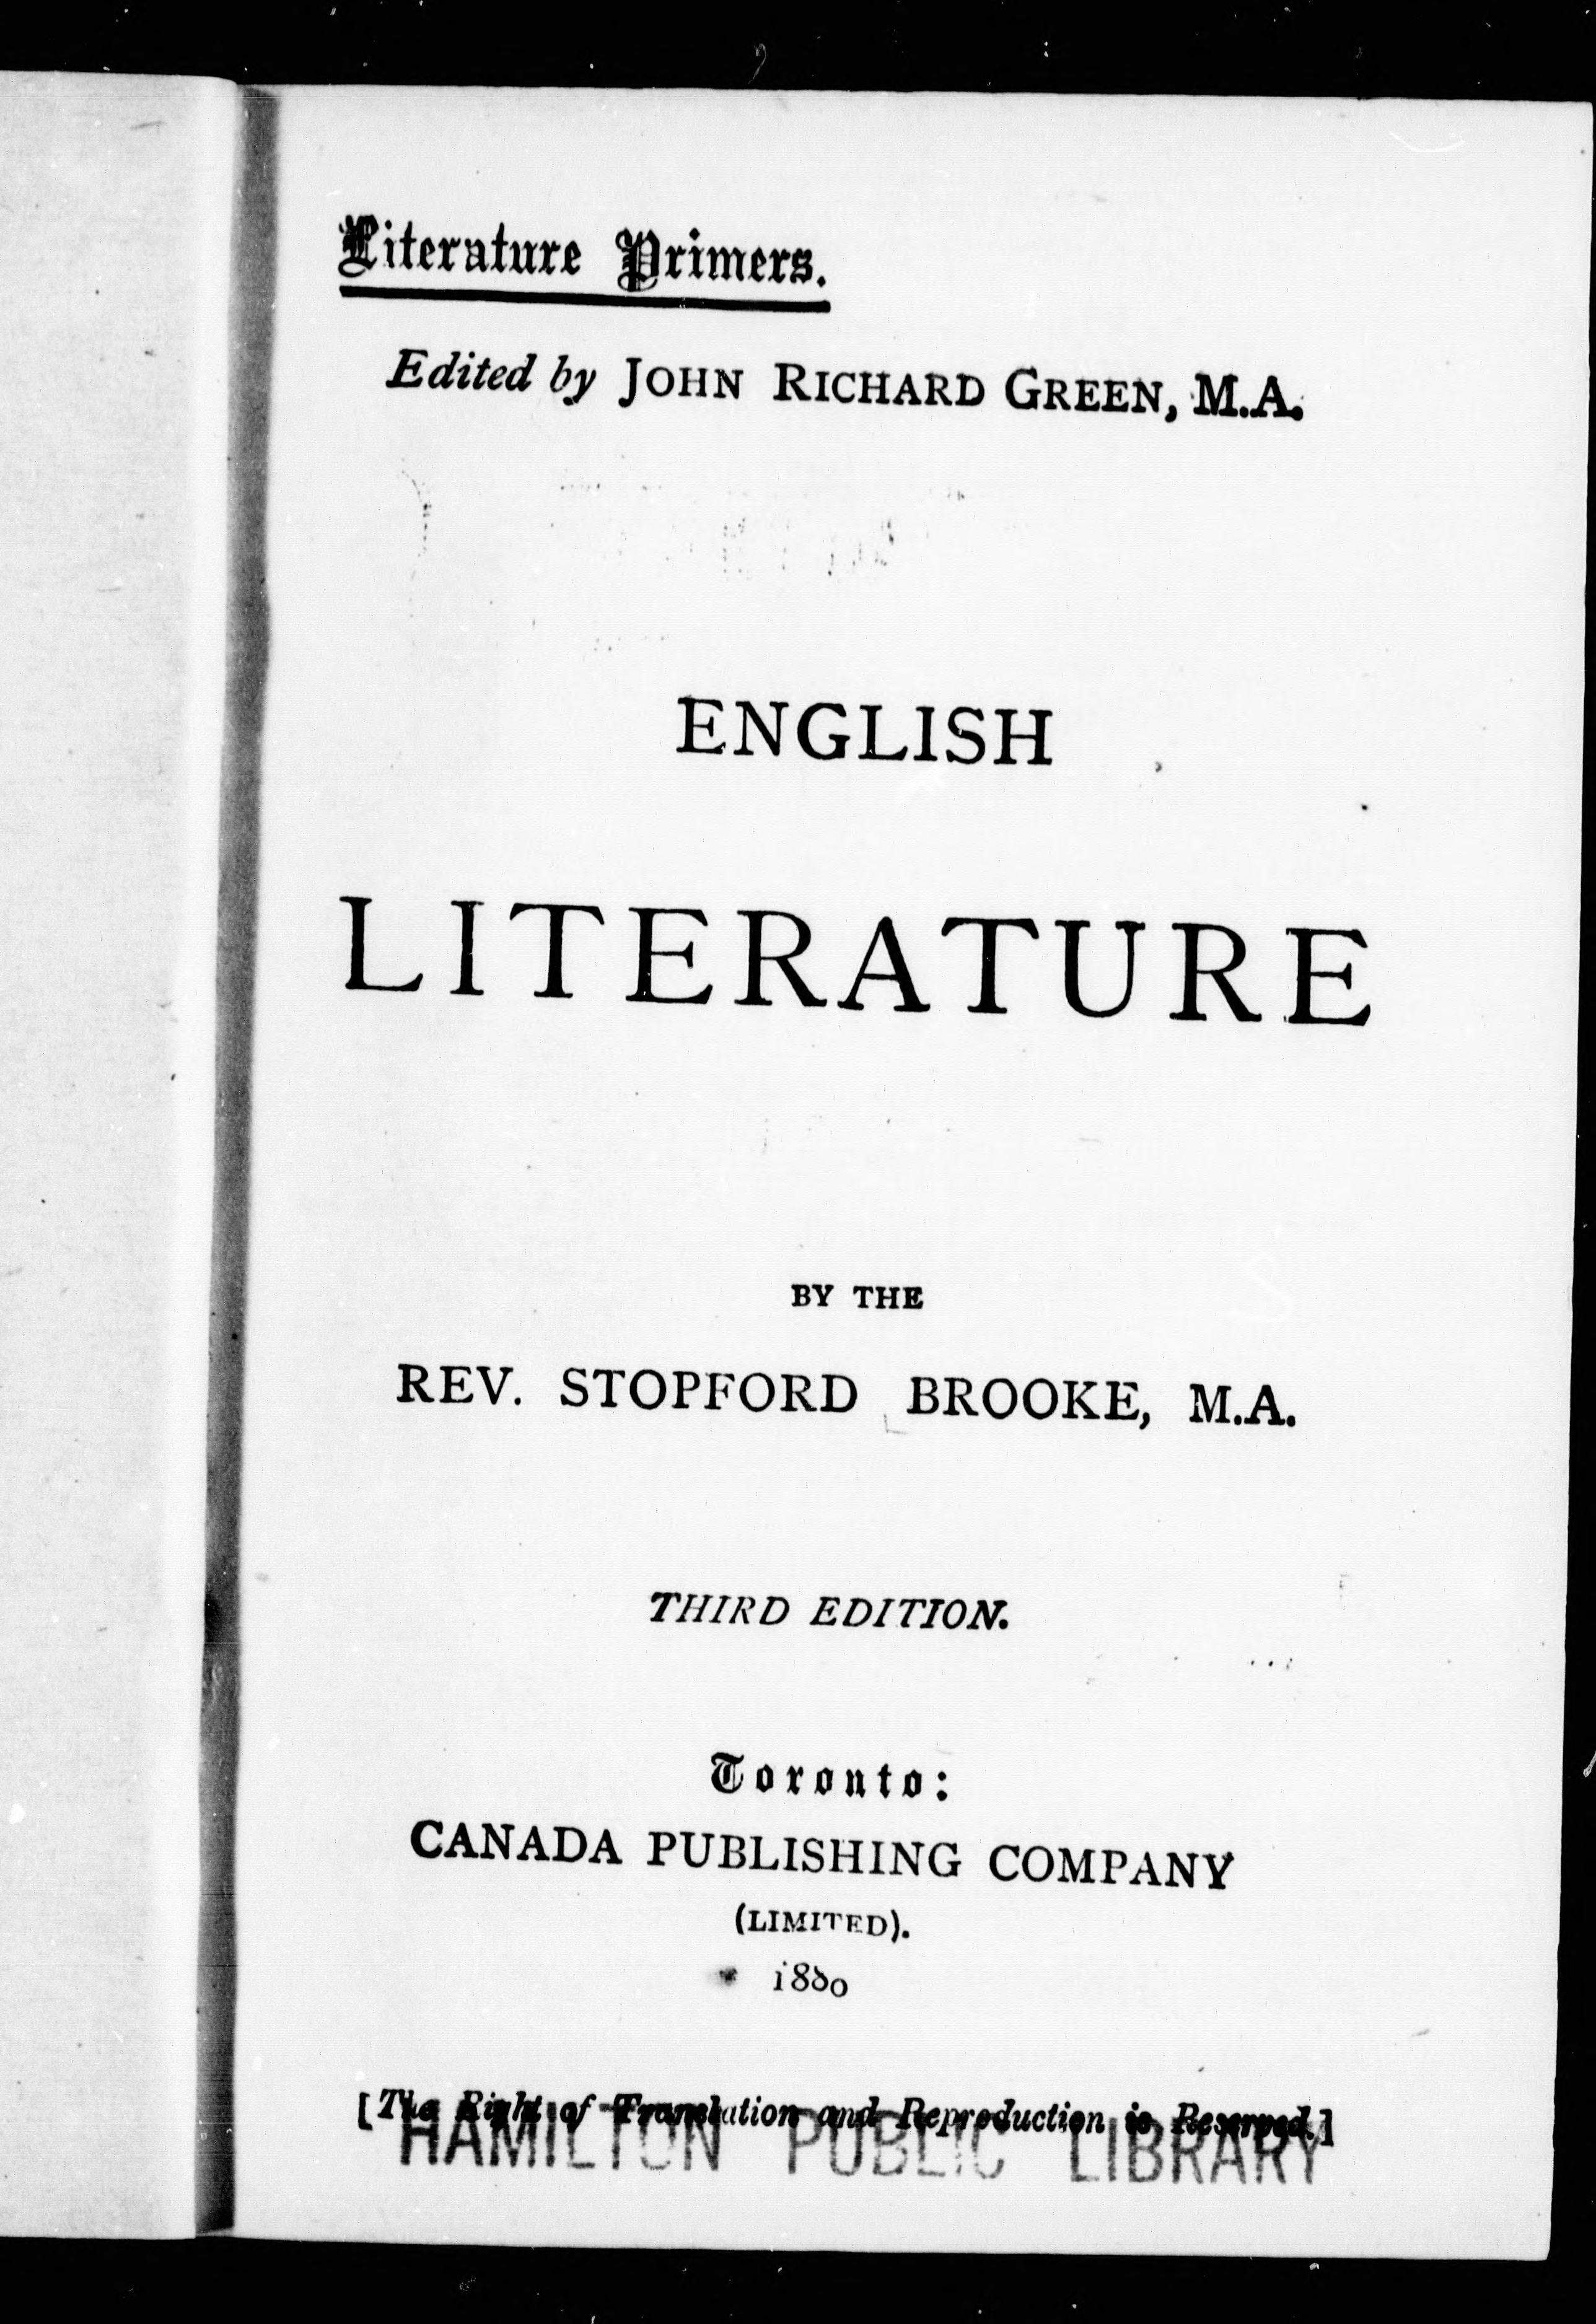 Literature Primers.
Edited by JOHN RICHARD GREEN, M.A.
ENGLISH
LITERATURE
BY THE
REV. STOPFORD BROOKE, M.A.
THIRD EDITION.
Toronto:
CANADA PUBLISHING COMPANY
(LIMITED).
1880
[The Right of Translation and Reproduction is Reserved.]
HAMILTON PUBLIC LIBRARY